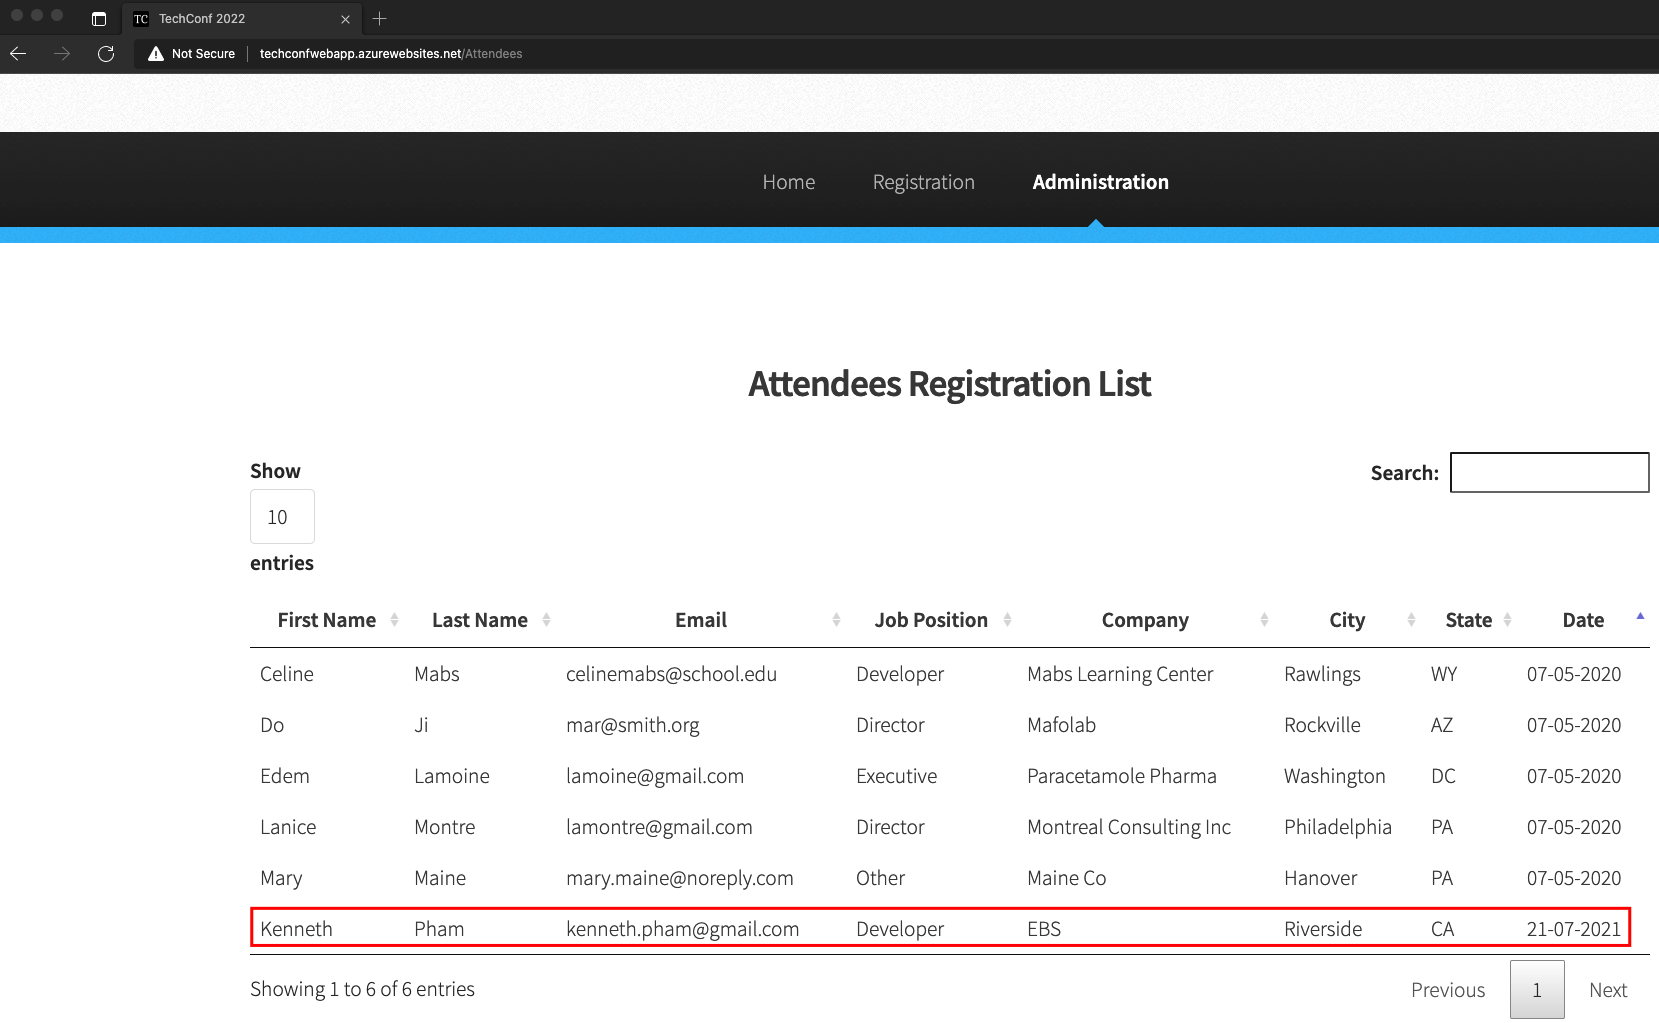 TC TechConf 2022
Not Secure techconfwebapp.azurewebsites.net/Attendees
Home Registration Administration
Attendees Registration List
Show
Search:
10
entries
First Name Last Name Email Job Position Company City State Date
Celine Mabs celinemabs@school.edu Developer Mabs Learning Center Rawlings WY 07-05-2020
Do Ji mar@smith.org Director Mafolab Rockville AZ 07-05-2020
Edem Lamoine lamoine@gmail.com Executive Paracetamole Pharma Washington DC 07-05-2020
Lanice Montre lamontre@gmail.com Director Montreal Consulting Inc Philadelphia PA 07-05-2020
Mary Maine mary.maine@noreply.com Other Maine Co Hanover PA 07-05-2020
Kenneth Pham kenneth.pham@gmail.com Developer EBS Riverside CA 21-07-2021
Showing 1 to 6 of 6 entries Previous 1 Next